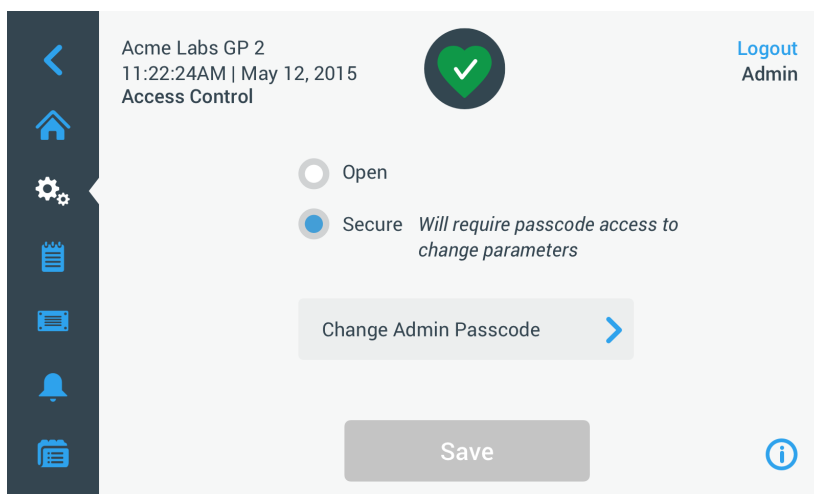 Acme Labs GP 2
11:22:24AM | May 12, 2015
Access Control
Logout
Admin
Open
Secure Will require passcode access to
change parameters
Change Admin Passcode
Save